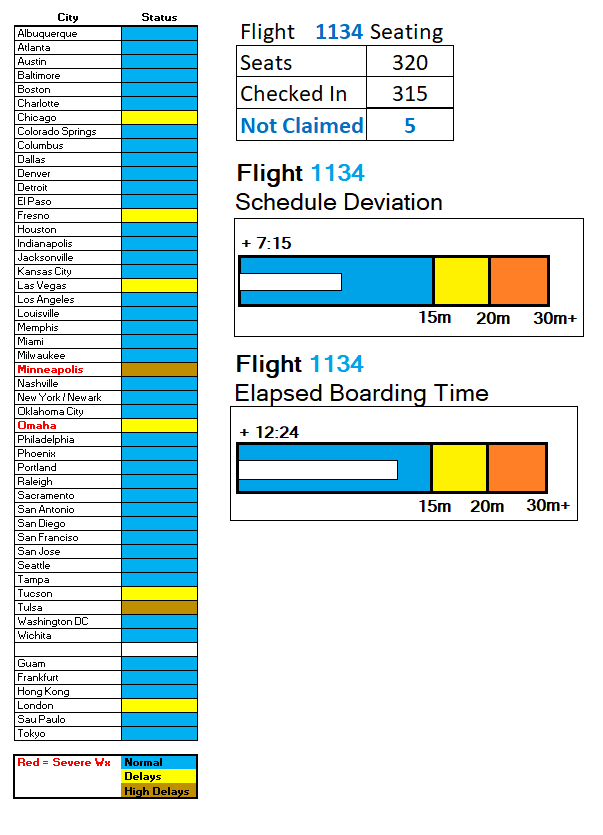 City Status
Albuquerque
Atlanta
Austin
Baltimore
Boston
Charlotte
Chicago
Colorado Springs
Columbus
Dallas
Denver
Detroit
El Paso
Fresno
Houston
Indianapolis
Jacksonville
Kansas City
Las Vegas
Los Angeles
Louisville
Memphis
Miami
Milwaukee
Minneapolis
Nashville
New York / Newark
Oklahoma City
Omaha
Philadelphia
Phoenix
Portland
Raleigh
Sacramento
San Antonio
San Diego
San Franciso
San Jose
Seattle
Tampa
Tucson
Tulsa
Washington DC
Wichita
Guam
Frankfurt
Hong Kong
London
Sau Paulo
Tokyo
Red = Severe Wx Normal
Delays
High Delays
Flight 1134 Seating
Seats 320
Checked In 315
Not Claimed 5
Flight 1134
Schedule Deviation
+ 7:15
15m 20m 30m+
Flight 1134
Elapsed Boarding Time
+ 12:24
15m 20m 30m+